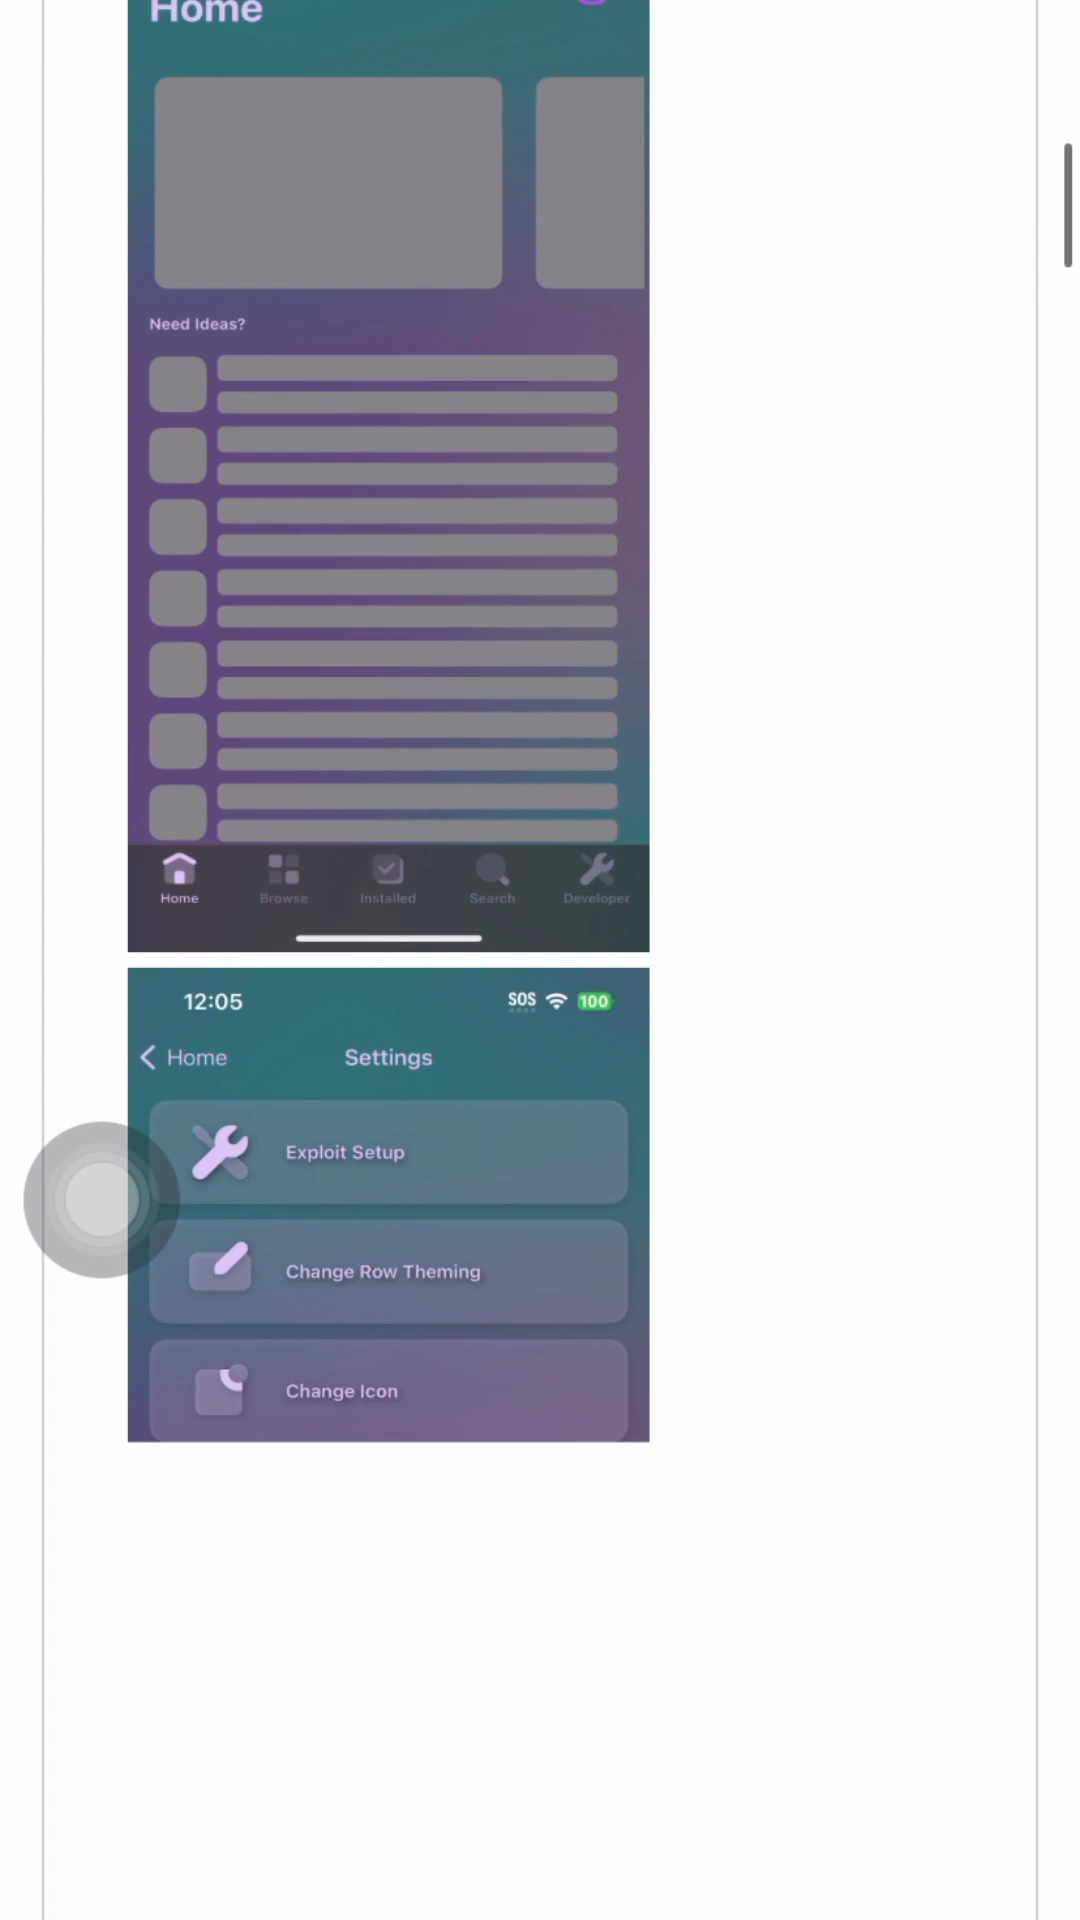 Home
Need Ideas?
Home
Browse
Installed
Search
Developer
12:05
SOS
100
Home
Settings
Exploit Setup
Change Row Theming
Change Icon